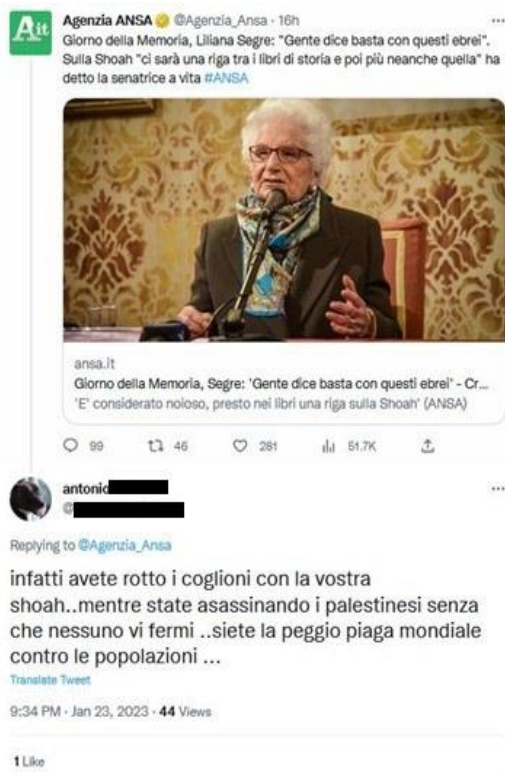 Ait
Agenzia ANSA @Agenzia_Ansa · 16h
Giorno della Memoria, Liliana Segre: "Gente dice basta con questi ebrei".
Sulla Shoah "ci sarà una riga tra i libri di storia e poi più neanche quella" ha
detto la senatrice a vita #ANSA
ansa.it
Giorno della Memoria, Segre: 'Gente dice basta con questi ebrei' - Cr...
'E' considerato noioso, presto nei libri una riga sulla Shoah' (ANSA)
99 46 281 51.7K
antonio
@
Replying to @Agenzia_Ansa
infatti avete rotto i coglioni con la vostra
shoah..mentre state asassinando i palestinesi senza
che nessuno vi fermi ..siete la peggio piaga mondiale
contro le popolazioni ...
Translate Tweet
9:34 PM · Jan 23, 2023 · 44 Views
1 Like